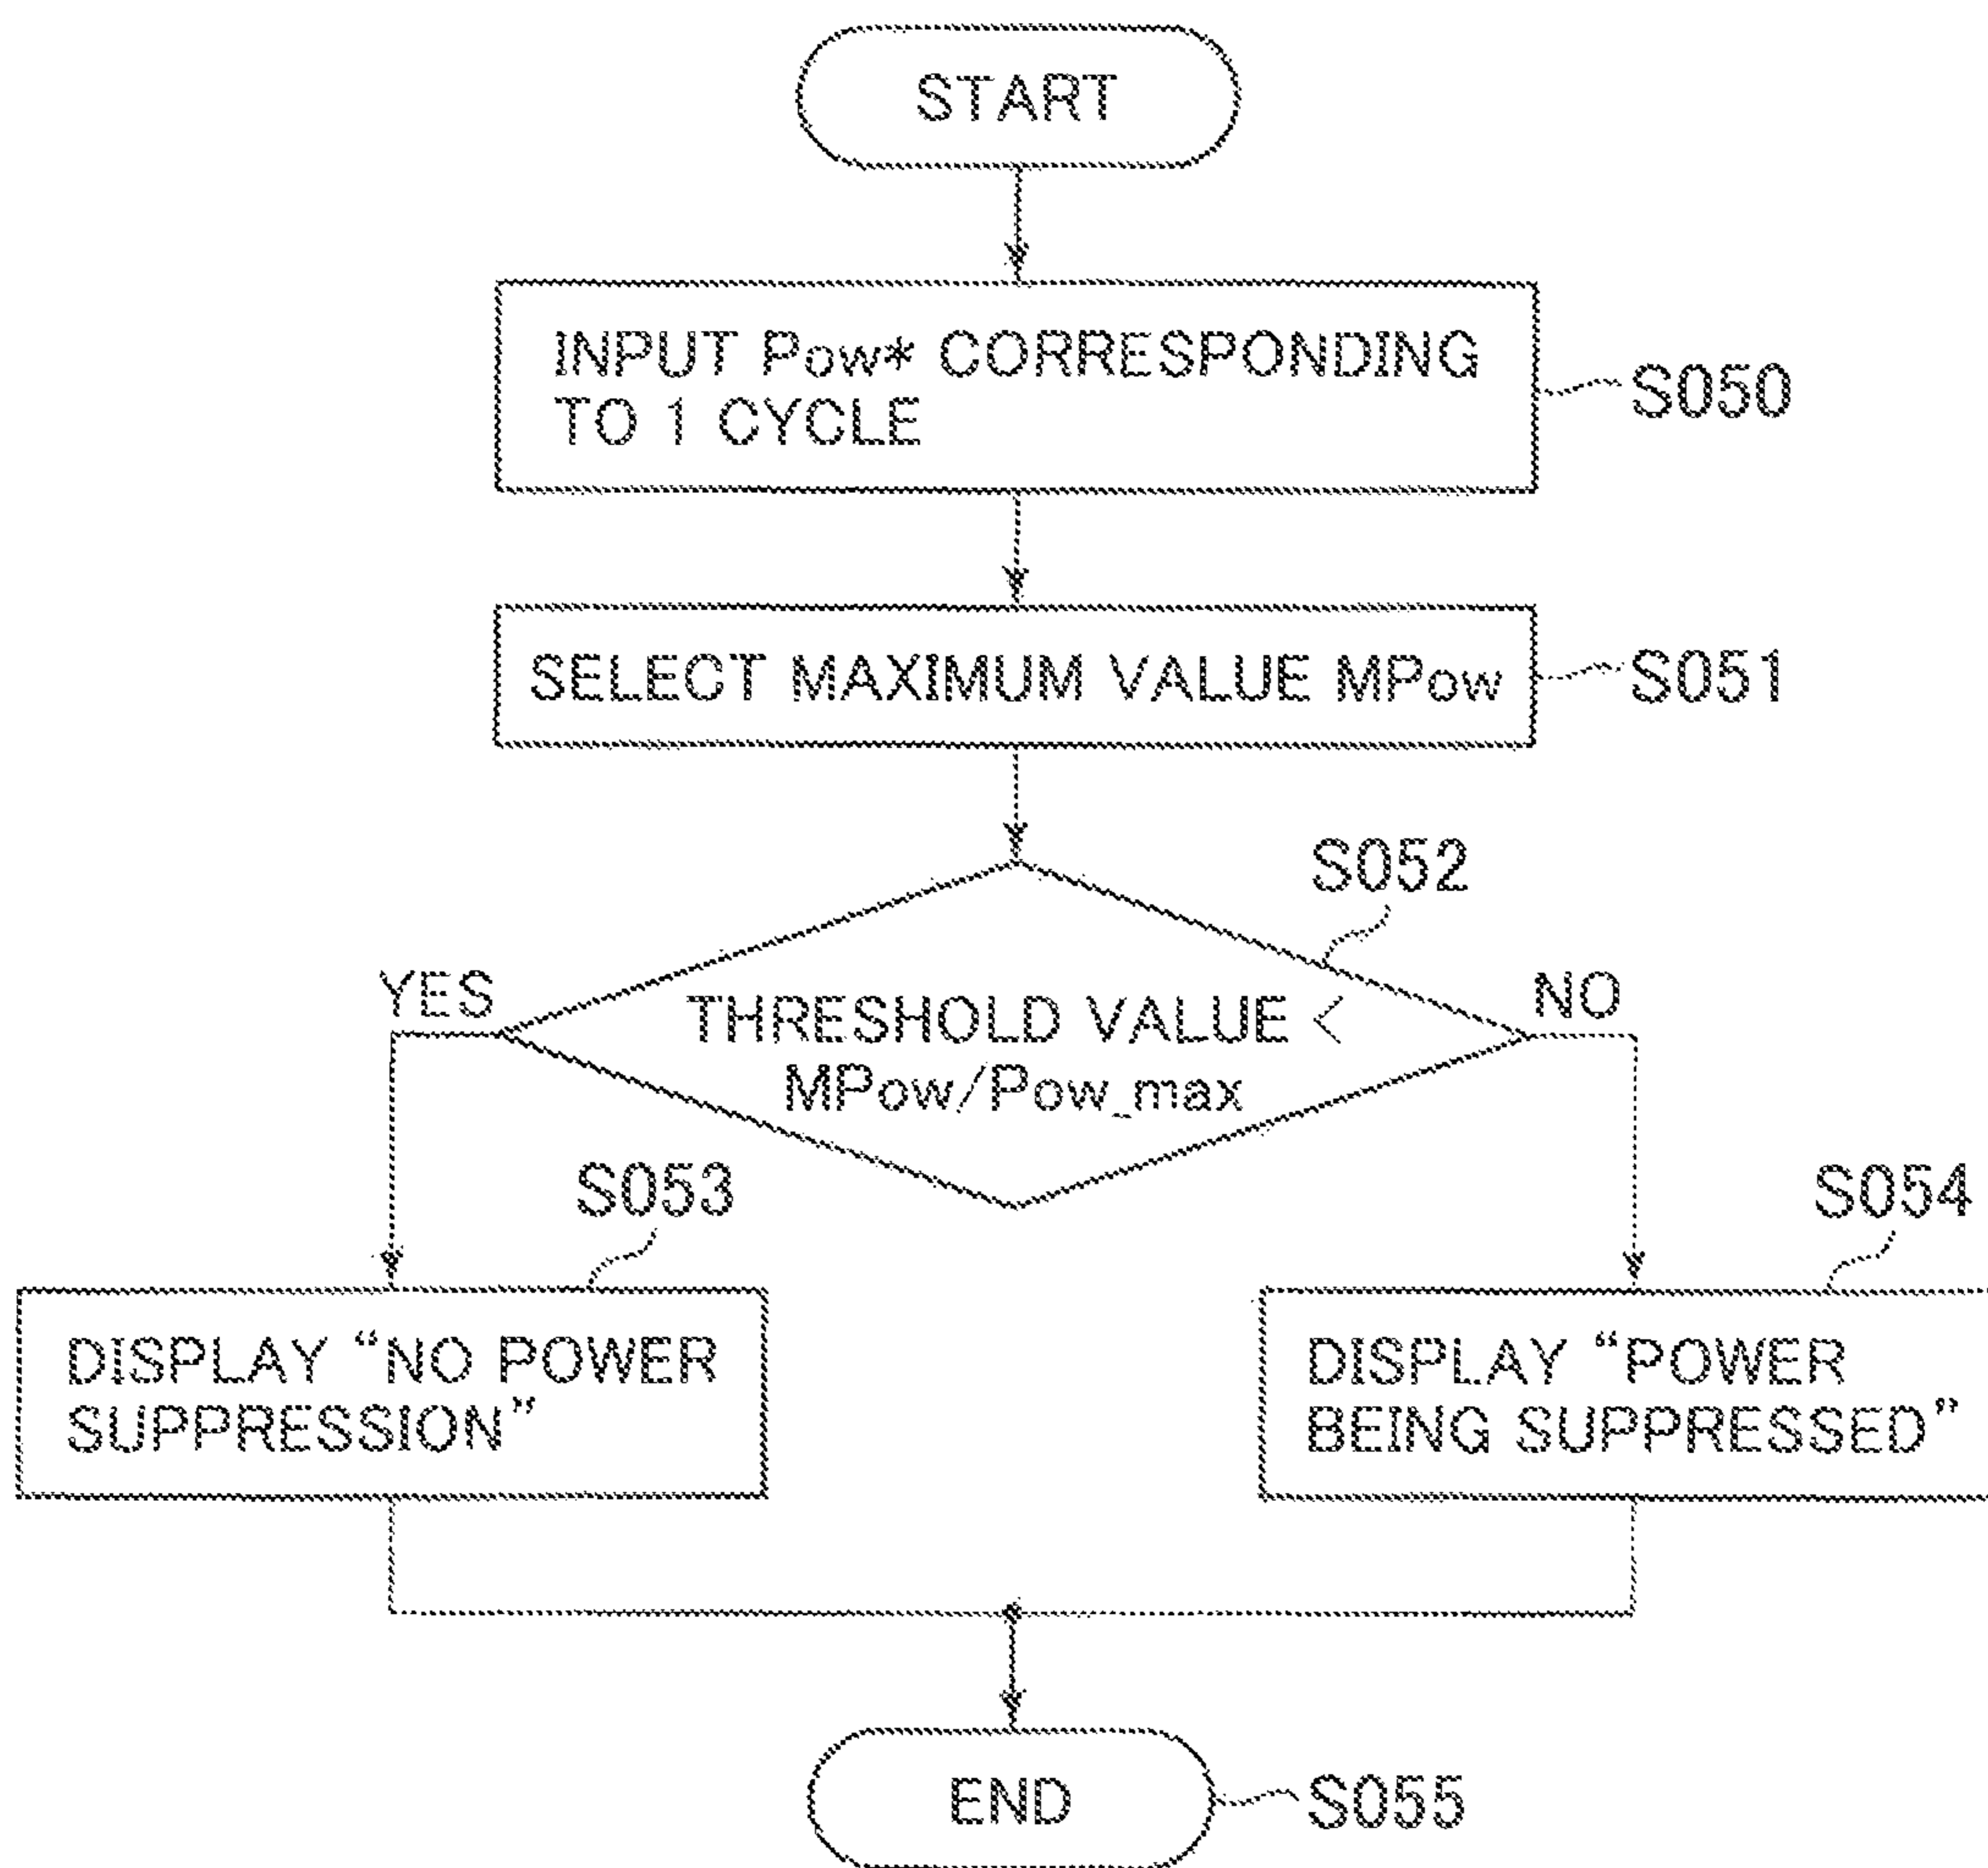 START
INPUT Pow* CORRESPONDING
TO 1 CYCLE
S050
SELECT MAXIMUM VALUE MPow
S051
S052
YES
THRESHOLD VALUE <
MPow/Pow_max
NO
S053
S054
DISPLAY “NO POWER
SUPPRESSION”
DISPLAY “POWER
BEING SUPPRESSED”
END
S055